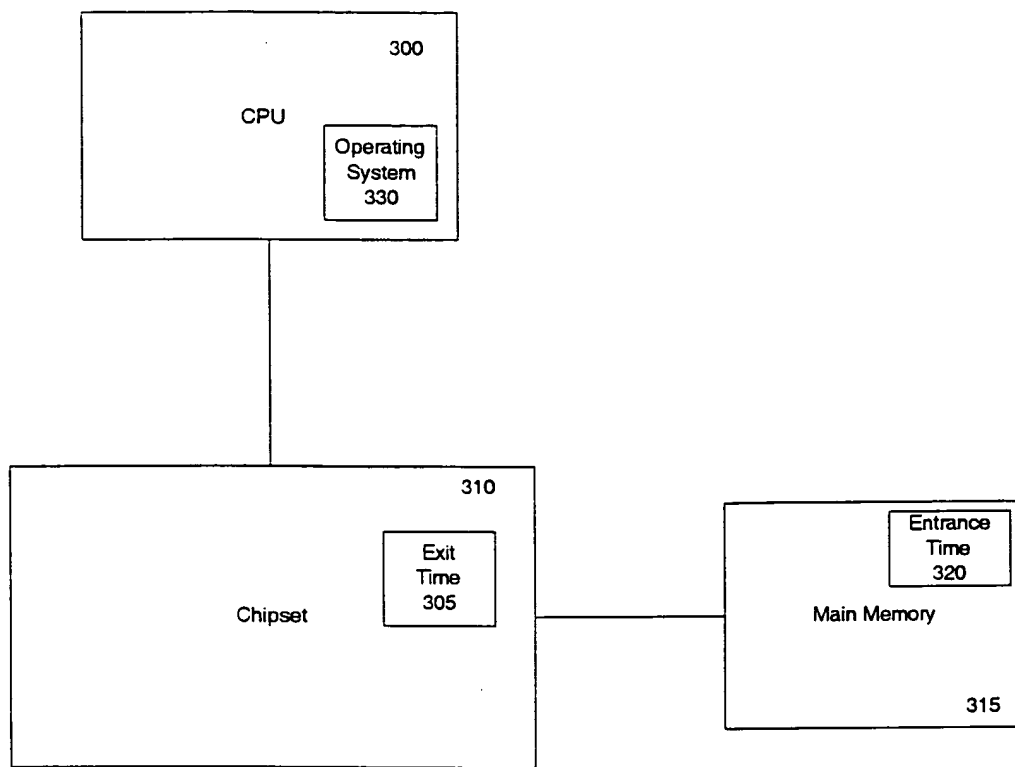 300
CPU
Operating
System
330
310
Exit
Time
305
Chipset
Entrance
Time
320
Main Memory
315